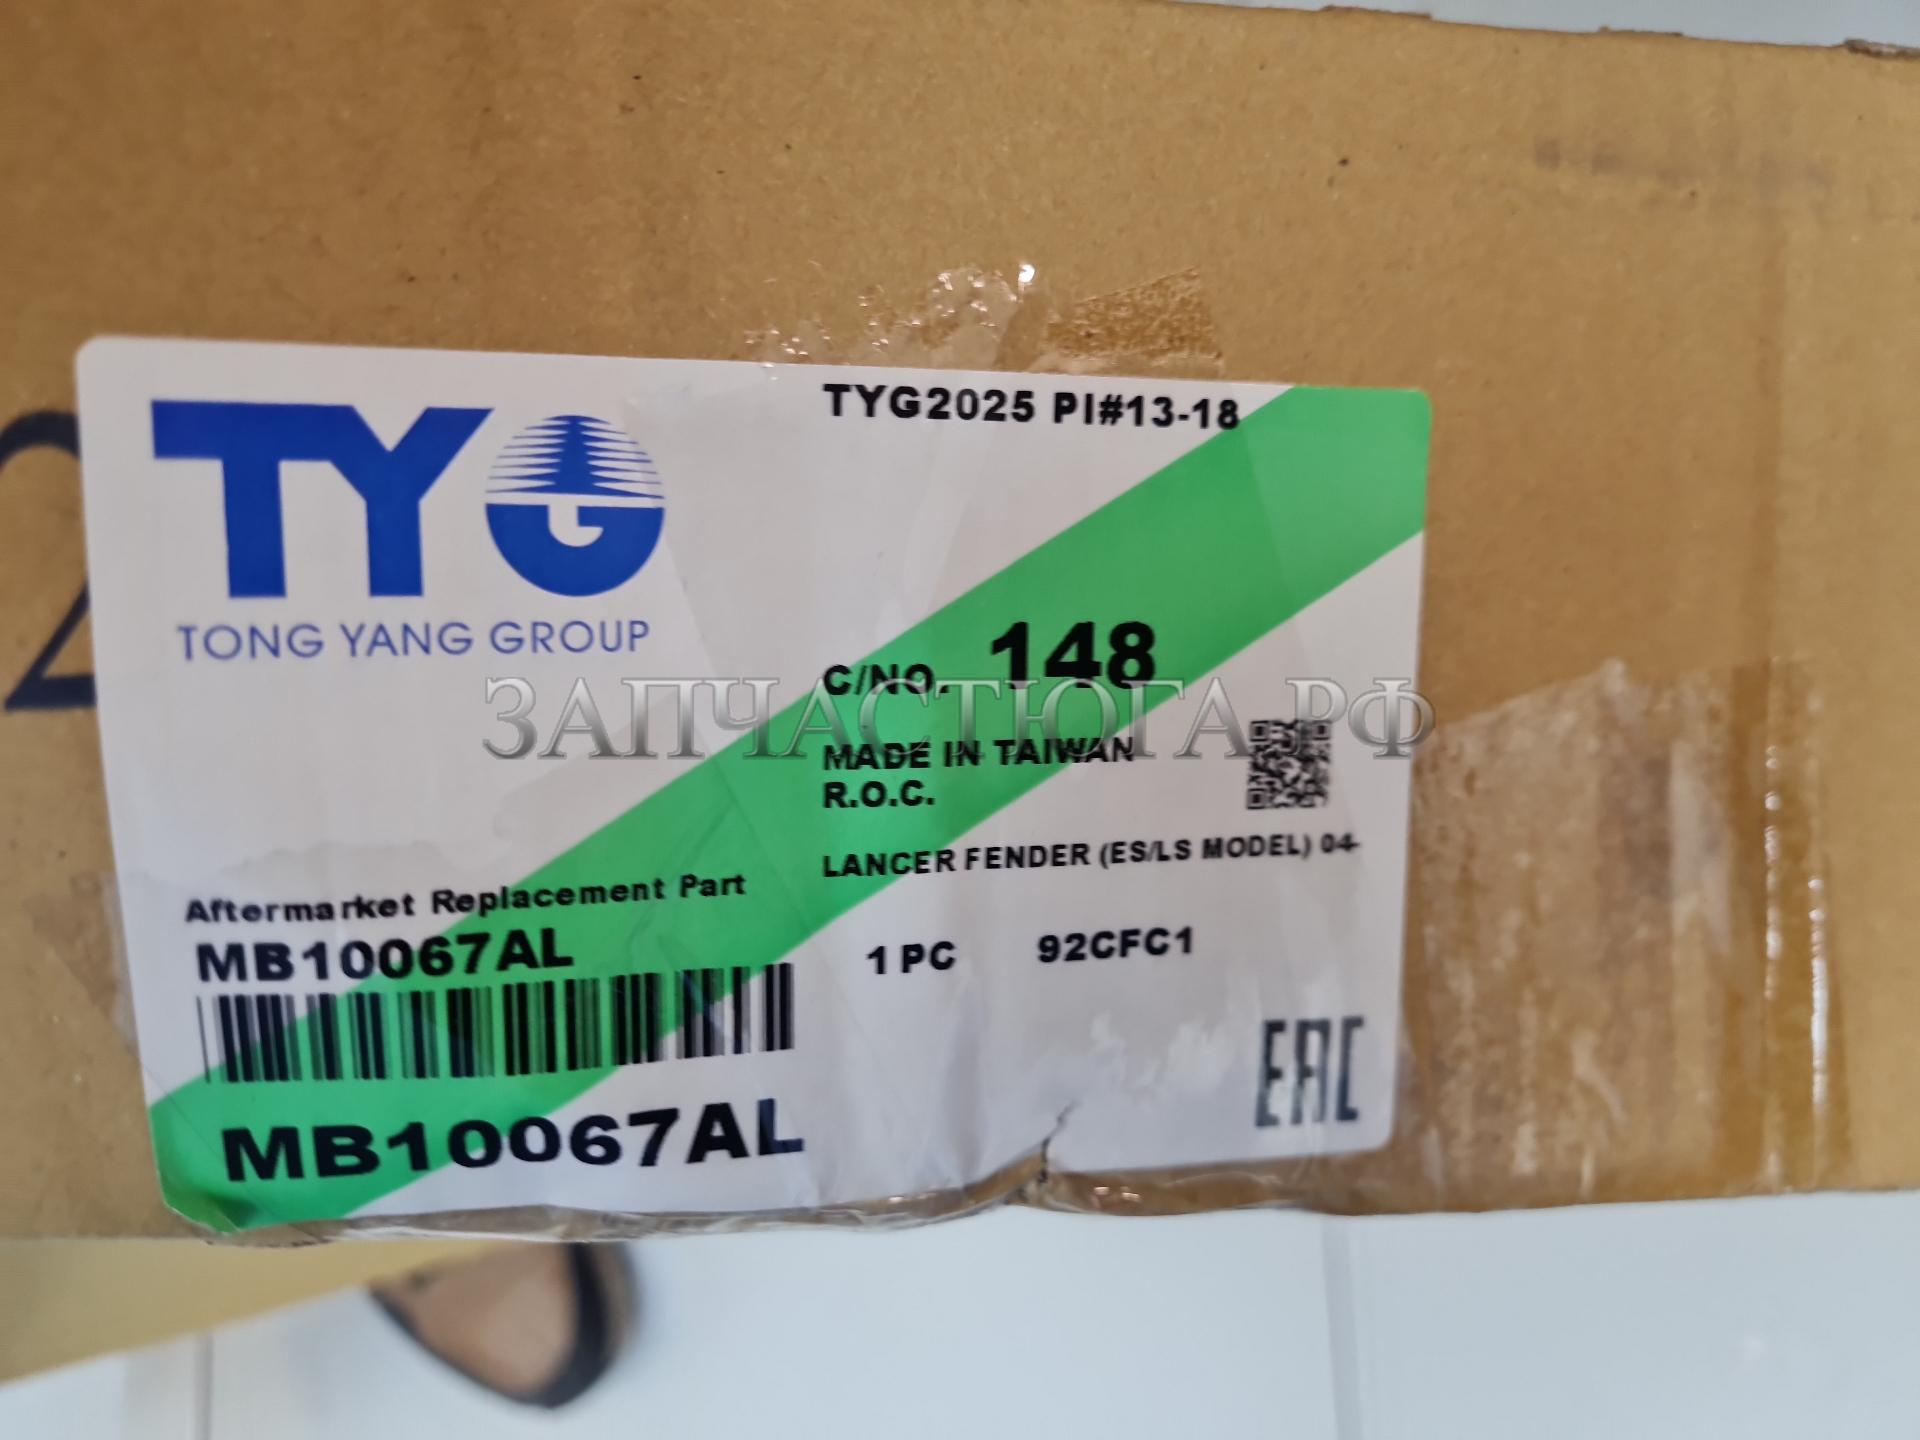 TYG
TONG YANG GROUP
TYG2025 PI#13-18
C/NO. 148
ЗАПЧАСТЮГА.РФ
MADE IN TAIWAN
R.O.C.
LANCER FENDER (ES/LS MODEL) 04-
Aftermarket Replacement Part
MB10067AL
1 PC 92CFC1
MB10067AL
EAC
2